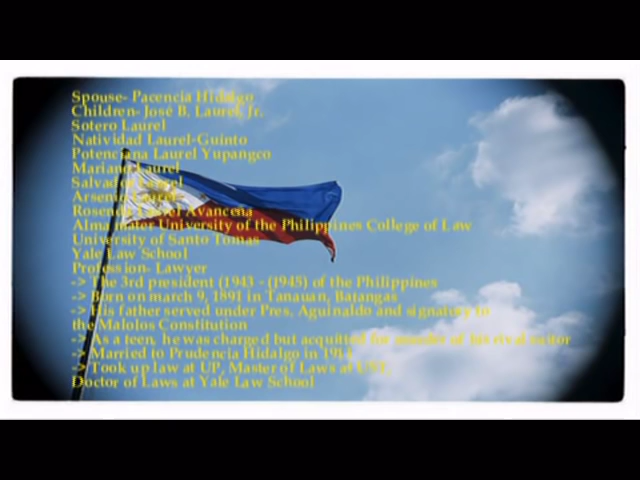 Spouse- Pacencia Hidalgo
Children- José B. Laurel, Jr.
Sotero Laurel
Natividad Laurel-Guinto
Potenciana Laurel Yupangco
Mariano Laurel
Salvador Laurel
Arsenio Laurel
Rosenda Laurel Avanceña
Alma mater University of the Philippines College of Law
University of Santo Tomas
Yale Law School
Profession- Lawyer
-> The 3rd president (1943 - (1945) of the Philippines
-> Born on march 9, 1891 in Tanauan, Batangas
-> His father served under Pres. Aguinaldo and signatory to
the Malolos Constitution
-> As a teen, he was charged but acquitted for murder of his rival suitor
-> Married to Prudencia Hidalgo in 1911
-> Took up law at UP, Master of Laws at UST,
Doctor of Laws at Yale Law School